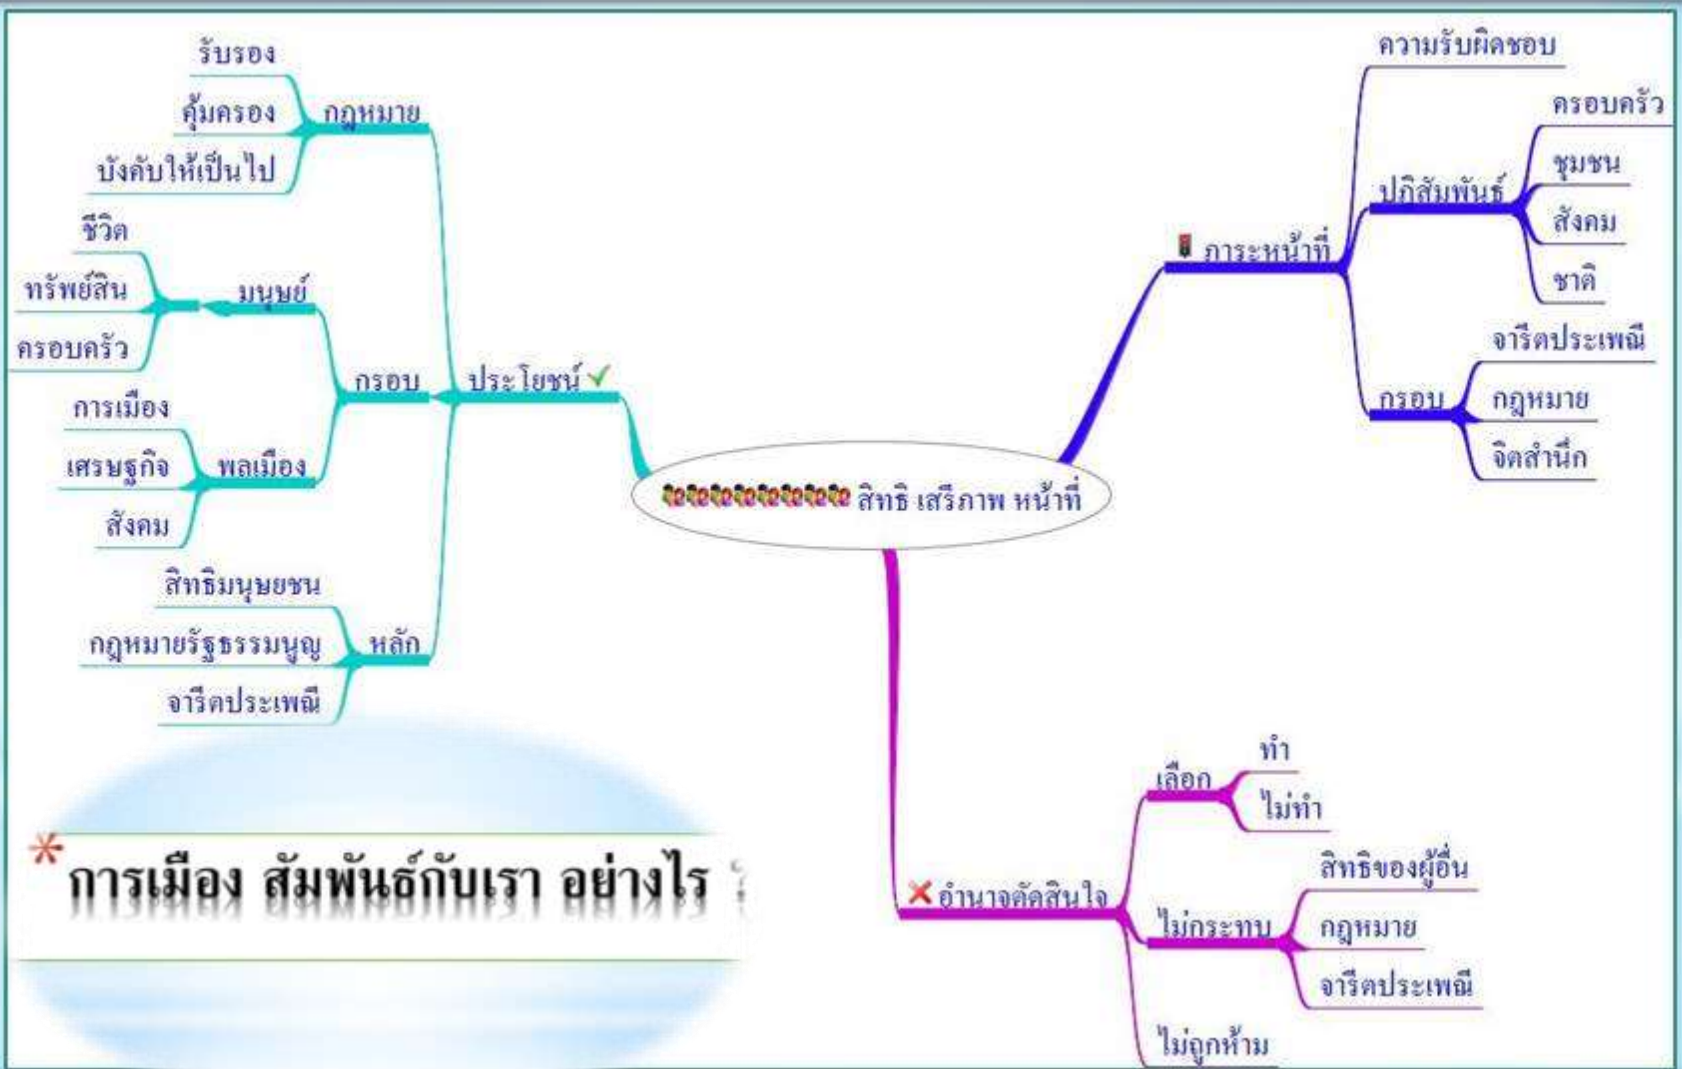 รับรอง
คุ้มครอง
บังคับให้เป็นไป
กฎหมาย
ชีวิต
ทรัพย์สิน
ครอบครัว
มนุษย์
การเมือง
เศรษฐกิจ
สังคม
พลเมือง
กรอบ
ประโยชน์
สิทธิมนุษยชน
กฎหมายรัฐธรรมนูญ
จารีตประเพณี
หลัก
สิทธิ เสรีภาพ หน้าที่
ภาระหน้าที่
ความรับผิดชอบ
ปฏิสัมพันธ์
ครอบครัว
ชุมชน
สังคม
ชาติ
กรอบ
จารีตประเพณี
กฎหมาย
จิตสำนึก
อำนาจตัดสินใจ
เลือก
ทำ
ไม่ทำ
ไม่กระทบ
สิทธิของผู้อื่น
กฎหมาย
จารีตประเพณี
ไม่ถูกห้าม
*การเมือง สัมพันธ์กับเรา อย่างไร